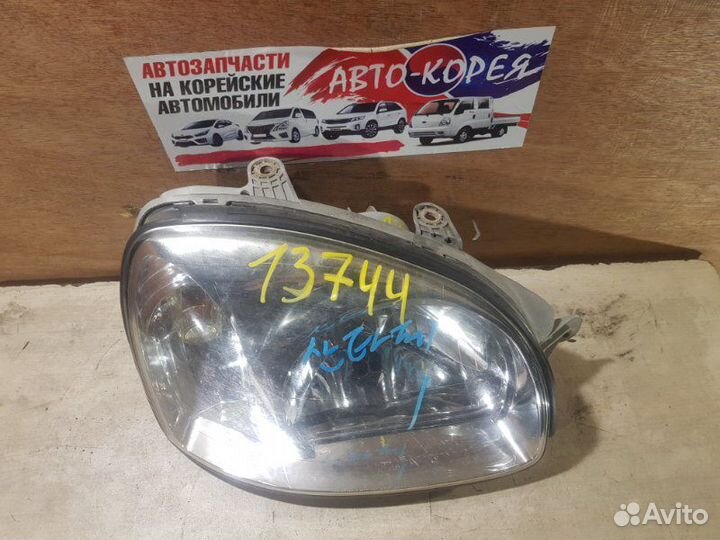 АВТОЗАПЧАСТИ
НА КОРЕЙСКИЕ
АВТОМОБИЛИ
АВТО-КОРЕЯ
13744
Avito